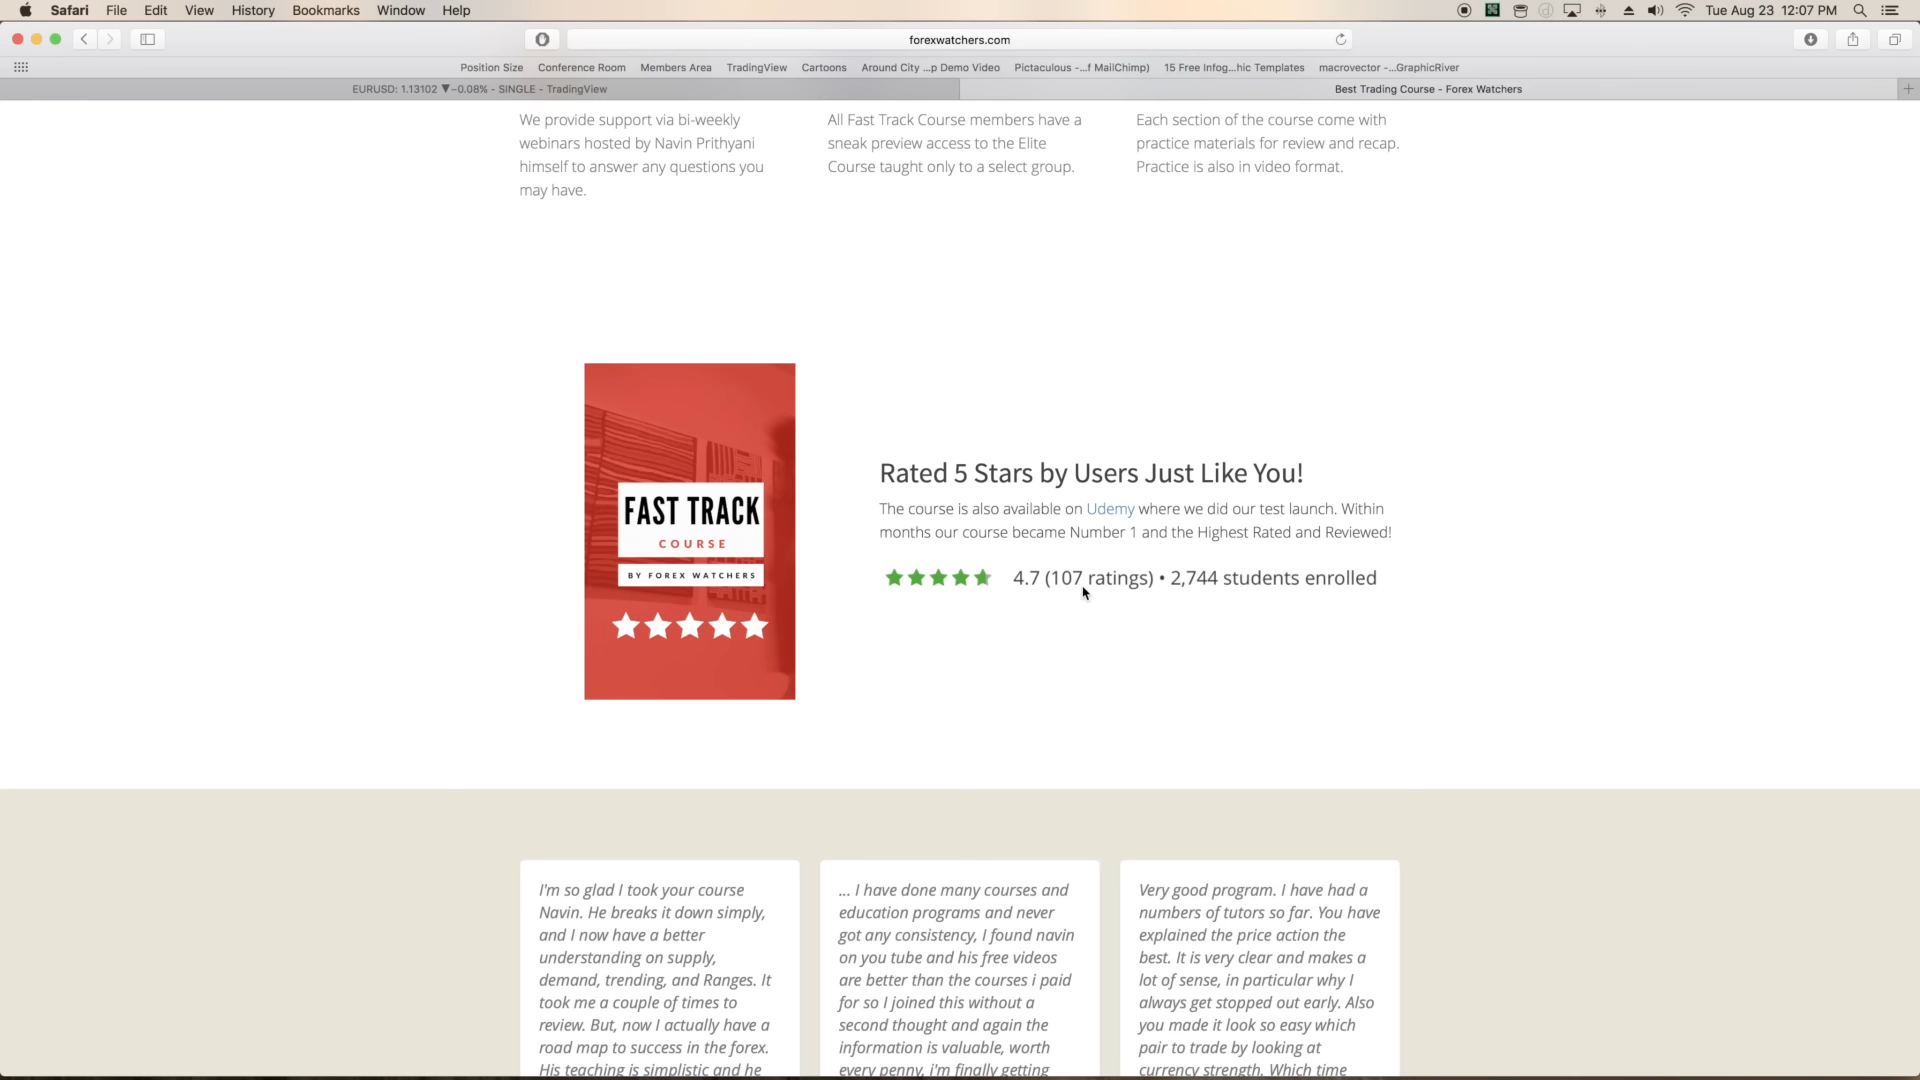 Safari File Edit View History Bookmarks Window Help Tue Aug 23 12:07 PM
forexwatchers.com
Position Size Conference Room Members Area TradingView Cartoons Around City ...p Demo Video Pictaculous -...f MailChimp) 15 Free Infog...hic Templates macrovector -...GraphicRiver
EURUSD: 1.13102 ▼−0.08% - SINGLE - TradingView
Best Trading Course - Forex Watchers
We provide support via bi-weekly
webinars hosted by Navin Prithyani
himself to answer any questions you
may have.
All Fast Track Course members have a
sneak preview access to the Elite
Course taught only to a select group.
Each section of the course come with
practice materials for review and recap.
Practice is also in video format.
FAST TRACK
COURSE
BY FOREX WATCHERS
Rated 5 Stars by Users Just Like You!
The course is also available on Udemy where we did our test launch. Within
months our course became Number 1 and the Highest Rated and Reviewed!
4.7 (107 ratings) • 2,744 students enrolled
I'm so glad I took your course
Navin. He breaks it down simply,
and I now have a better
understanding on supply,
demand, trending, and Ranges. It
took me a couple of times to
review. But, now I actually have a
road map to success in the forex.
His teaching is simplistic and he
... I have done many courses and
education programs and never
got any consistency, I found navin
on you tube and his free videos
are better than the courses i paid
for so I joined this without a
second thought and again the
information is valuable, worth
every penny, i'm finally getting
Very good program. I have had a
numbers of tutors so far. You have
explained the price action the
best. It is very clear and makes a
lot of sense, in particular why I
always get stopped out early. Also
you made it look so easy which
pair to trade by looking at
currency strength. Which time